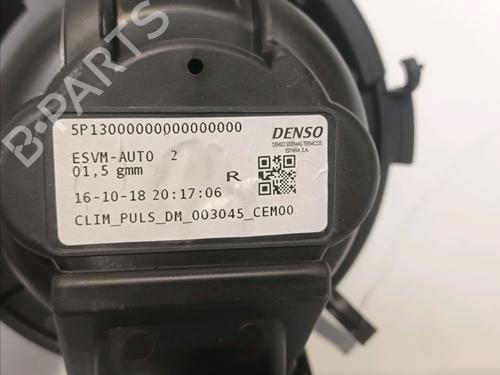 5P13000000000000000
DENSO
DENSO SISTEMAS TERMICOS
ESPAÑA, S.A.
ESVM-AUTO 2
01,5 gmm
R
16-10-18 20:17:06
CLIM_PULS_DM_003045_CEM00
B-PARTS